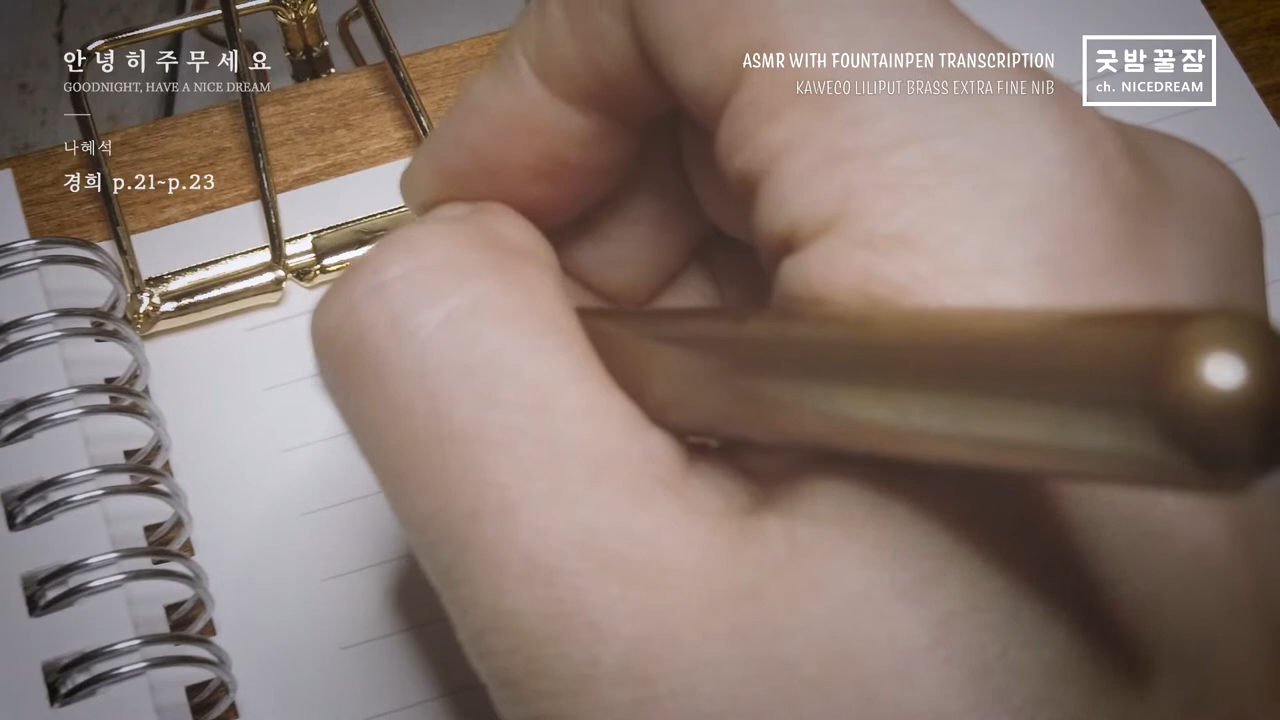 안녕히주무세요
GOODNIGHT, HAVE A NICE DREAM
나혜석
경희 p.21~p.23
ASMR WITH FOUNTAINPEN TRANSCRIPTION
KAWECO LILIPUT BRASS EXTRA FINE NIB
굿밤꿀잠
ch. NICEDREAM